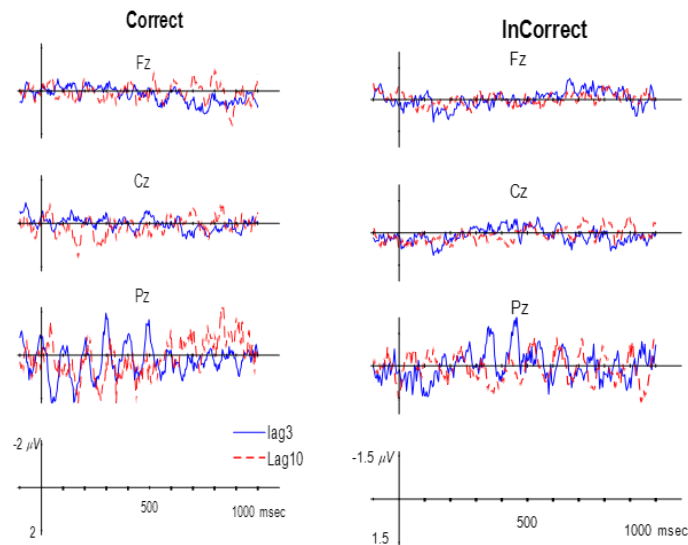 Correct
Fz
Cz
Pz
lag3
Lag10
-2 μV
500
1000 msec
2
InCorrect
Fz
Cz
Pz
-1.5 μV
500
1000 msec
1.5